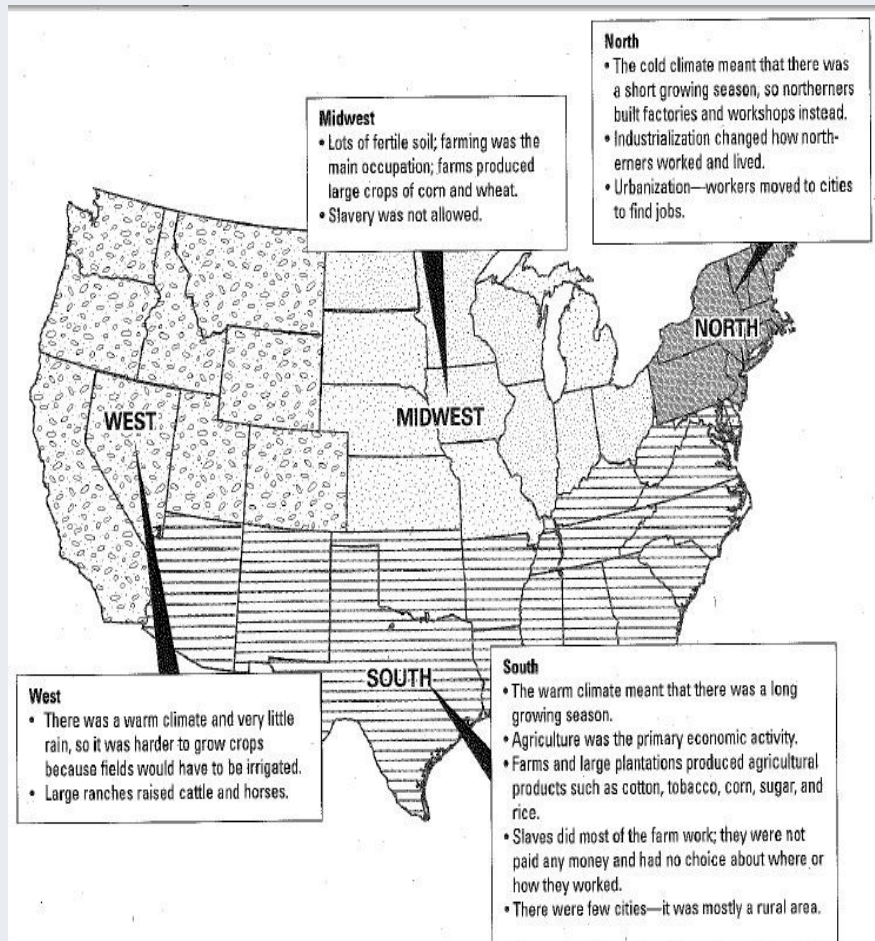 North
• The cold climate meant that there was
a short growing season, so northerners
built factories and workshops instead.
• Industrialization changed how north-
erners worked and lived.
• Urbanization—workers moved to cities
to find jobs.
Midwest
• Lots of fertile soil; farming was the
main occupation; farms produced
large crops of corn and wheat.
• Slavery was not allowed.
NORTH
WEST
MIDWEST
SOUTH
West
• There was a warm climate and very little
rain, so it was harder to grow crops
because fields would have to be irrigated.
• Large ranches raised cattle and horses.
South
• The warm climate meant that there was a long
growing season.
• Agriculture was the primary economic activity.
• Farms and large plantations produced agricultural
products such as cotton, tobacco, corn, sugar, and
rice.
• Slaves did most of the farm work; they were not
paid any money and had no choice about where or
how they worked.
• There were few cities—it was mostly a rural area.